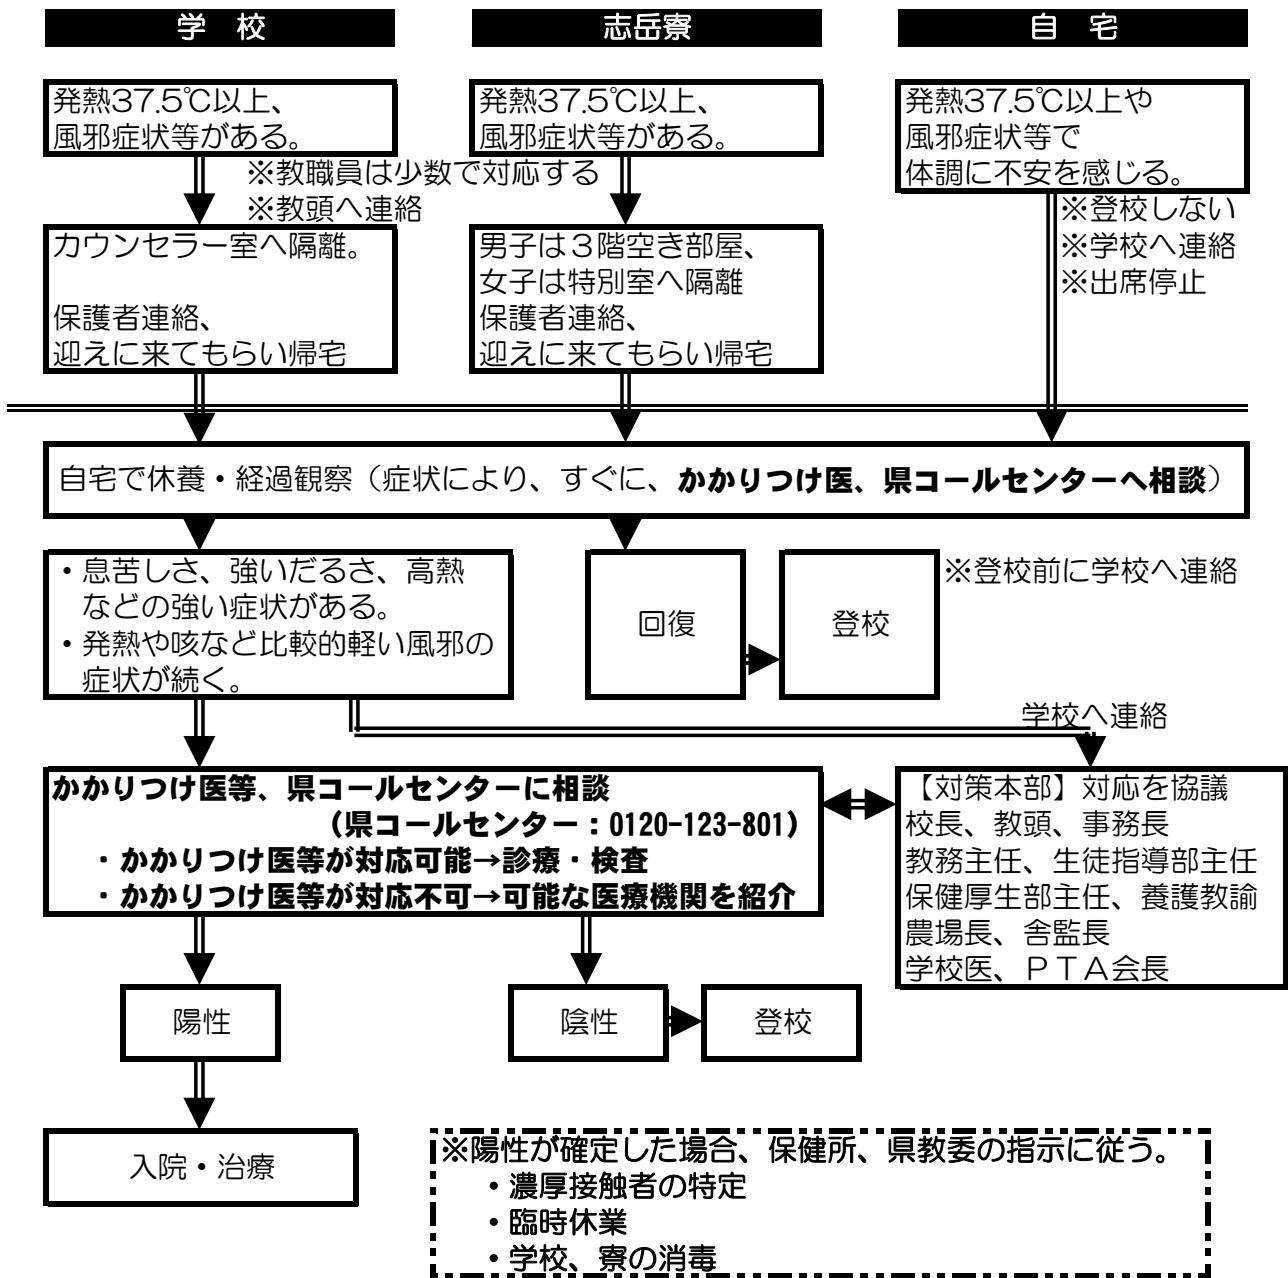 学　校
志岳寮
自　宅
発熱37.5℃以上、
風邪症状等がある。
発熱37.5℃以上、
風邪症状等がある。
発熱37.5℃以上や
風邪症状等で
体調に不安を感じる。
※教職員は少数で対応する
※教頭へ連絡
※登校しない
※学校へ連絡
※出席停止
カウンセラー室へ隔離。
保護者連絡、
迎えに来てもらい帰宅
男子は３階空き部屋、
女子は特別室へ隔離
保護者連絡、
迎えに来てもらい帰宅
自宅で休養・経過観察（症状により、すぐに、かかりつけ医、県コールセンターへ相談）
・息苦しさ、強いだるさ、高熱
などの強い症状がある。
・発熱や咳など比較的軽い風邪の
症状が続く。
回復
登校
※登校前に学校へ連絡
学校へ連絡
かかりつけ医等、県コールセンターに相談
（県コールセンター：0120-123-801）
・かかりつけ医等が対応可能→診療・検査
・かかりつけ医等が対応不可→可能な医療機関を紹介
【対策本部】対応を協議
校長、教頭、事務長
教務主任、生徒指導部主任
保健厚生部主任、養護教諭
農場長、舎監長
学校医、ＰＴＡ会長
陽性
陰性
登校
入院・治療
※陽性が確定した場合、保健所、県教委の指示に従う。
・濃厚接触者の特定
・臨時休業
・学校、寮の消毒